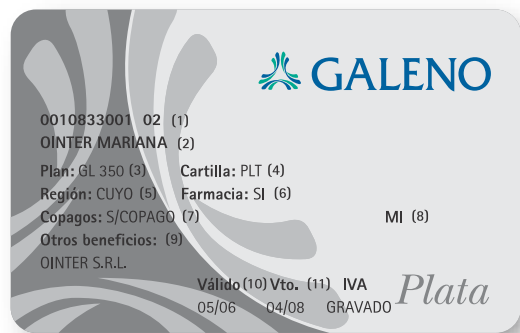 GALENO
0010833001 02 (1)
OINTER MARIANA (2)
Plan: GL 350 (3) Cartilla: PLT (4)
Región: CUYO (5) Farmacia: SI (6)
Copagos: S/COPAGO (7) MI (8)
Otros beneficios: (9)
OINTER S.R.L.
Válido (10) Vto. (11) IVA
05/06 04/08 GRAVADO
Plata